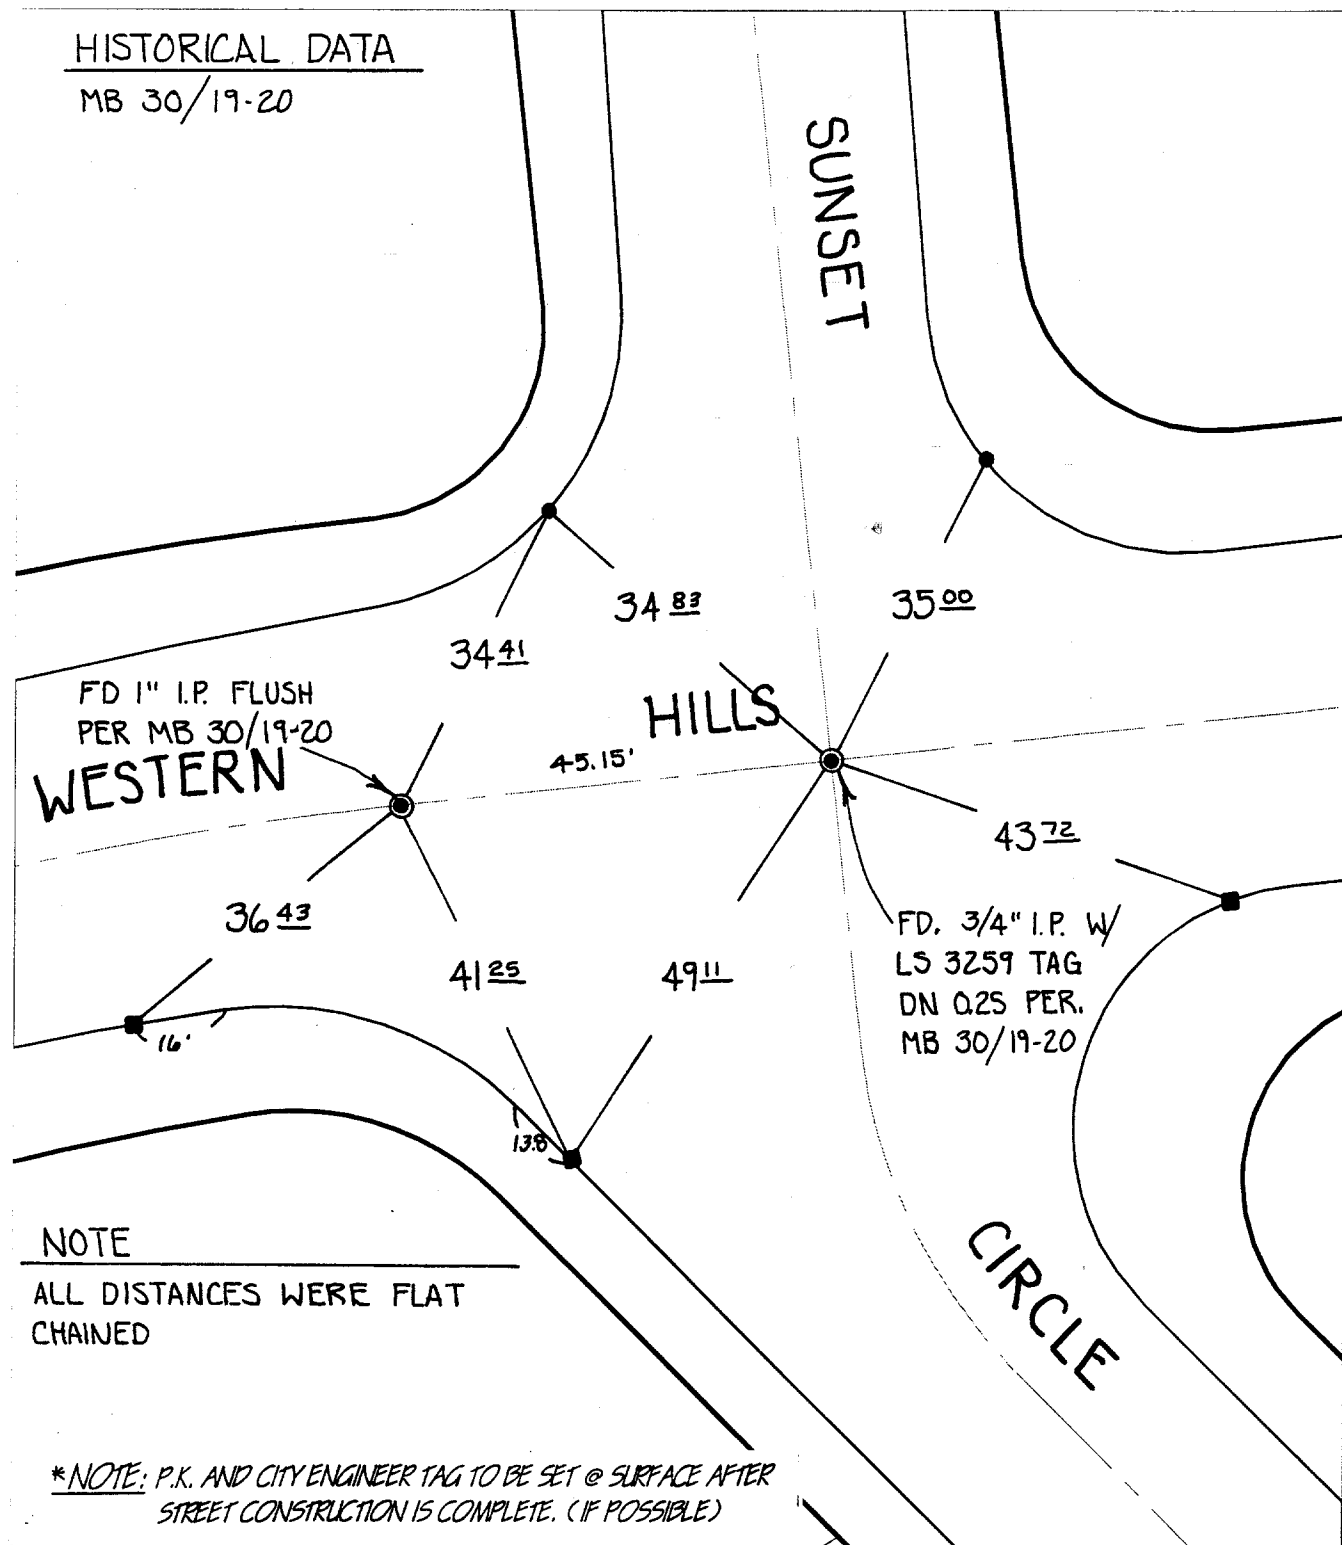 HISTORICAL DATA
MB 30/19-20
SUNSET
34 83
35 00
34 41
FD 1" I.P. FLUSH
PER MB 30/19-20
WESTERN
HILLS
45.15'
43 72
36 43
41 25
49 11
FD. 3/4" I.P. W/
LS 3259 TAG
DN 0.25 PER.
MB 30/19-20
16'
13.8
CIRCLE
NOTE
ALL DISTANCES WERE FLAT
CHAINED
*NOTE: P.K. AND CITY ENGINEER TAG TO BE SET @ SURFACE AFTER
STREET CONSTRUCTION IS COMPLETE. (IF POSSIBLE)